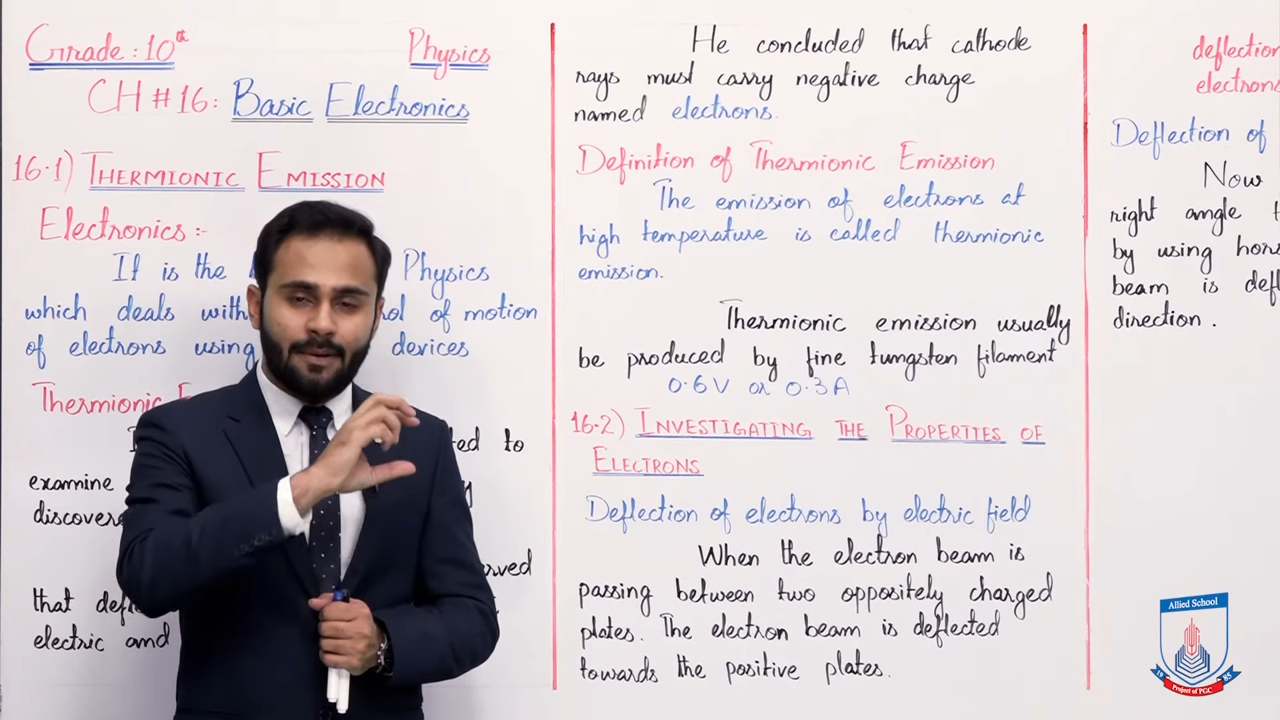 Grade : 10th
Physics
CH # 16 : Basic Electronics
16.1) THERMIONIC EMISSION
Electronics :-
It is the Physics
which deals with of motion
of electrons using devices
Thermionic
to
examine
discovere
that
electric and
He concluded that cathode
rays must carry negative charge
named electrons.
Definition of Thermionic Emission
The emission of electrons at
high temperature is called thermionic
emission.
Thermionic emission usually
be produced by fine tungsten filament
0.6V or 0.3A
16.2) INVESTIGATING THE PROPERTIES OF
ELECTRONS
Deflection of electrons by electric field
When the electron beam is
passing between two oppositely charged
plates. The electron beam is deflected
towards the positive plates.
deflection
electrons
Deflection of
Now
right angle
by using hors
beam is defl
direction.
Allied School
19 85
Project of PGC